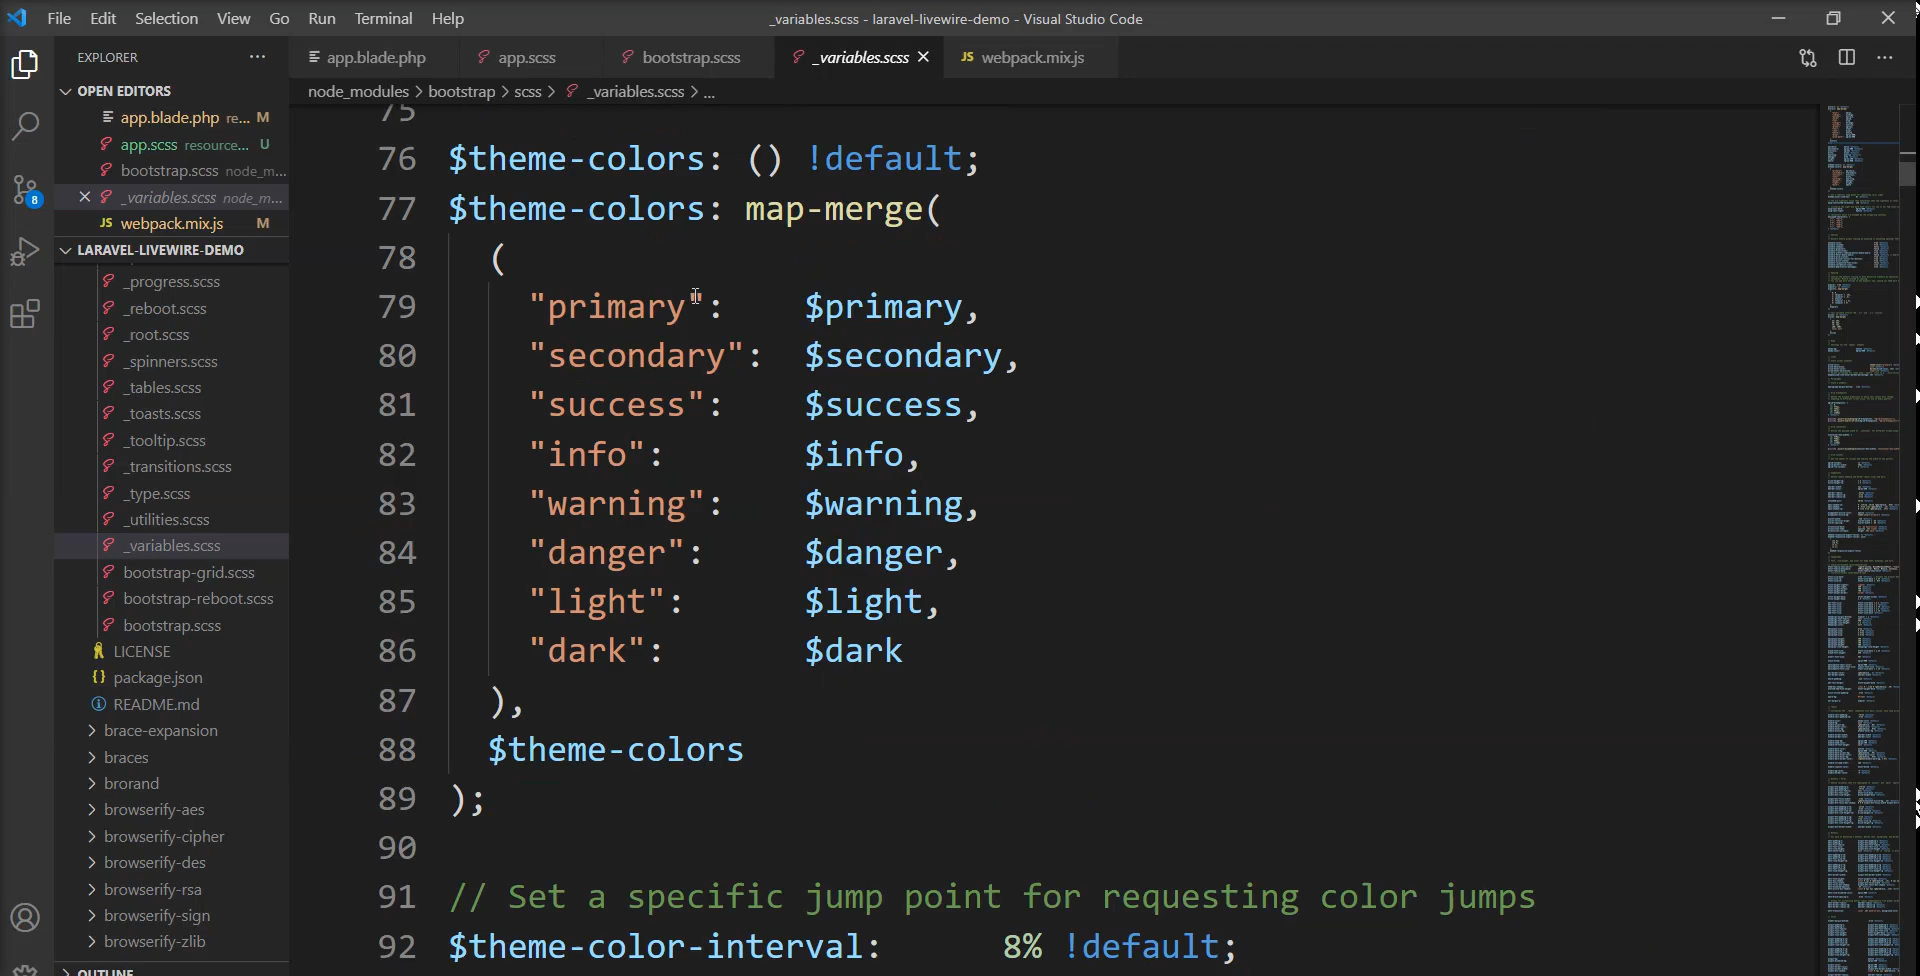 File Edit Selection View Go Run Terminal Help
_variables.scss - laravel-livewire-demo - Visual Studio Code
EXPLORER
app.blade.php
app.scss
bootstrap.scss
_variables.scss
JS webpack.mix.js
OPEN EDITORS
app.blade.php re... M
app.scss resource... U
bootstrap.scss node_m...
_variables.scss node_m...
JS webpack.mix.js M
8
LARAVEL-LIVEWIRE-DEMO
_progress.scss
_reboot.scss
_root.scss
_spinners.scss
_tables.scss
_toasts.scss
_tooltip.scss
_transitions.scss
_type.scss
_utilities.scss
_variables.scss
bootstrap-grid.scss
bootstrap-reboot.scss
bootstrap.scss
LICENSE
{} package.json
README.md
brace-expansion
braces
brorand
browserify-aes
browserify-cipher
browserify-des
browserify-rsa
browserify-sign
browserify-zlib
OUTLINE
node_modules > bootstrap > scss > _variables.scss > ...
75
76 $theme-colors: () !default;
77 $theme-colors: map-merge(
78 (
79 "primary": $primary,
80 "secondary": $secondary,
81 "success": $success,
82 "info": $info,
83 "warning": $warning,
84 "danger": $danger,
85 "light": $light,
86 "dark": $dark
87 ),
88 $theme-colors
89 );
90
91 // Set a specific jump point for requesting color jumps
92 $theme-color-interval: 8% !default;